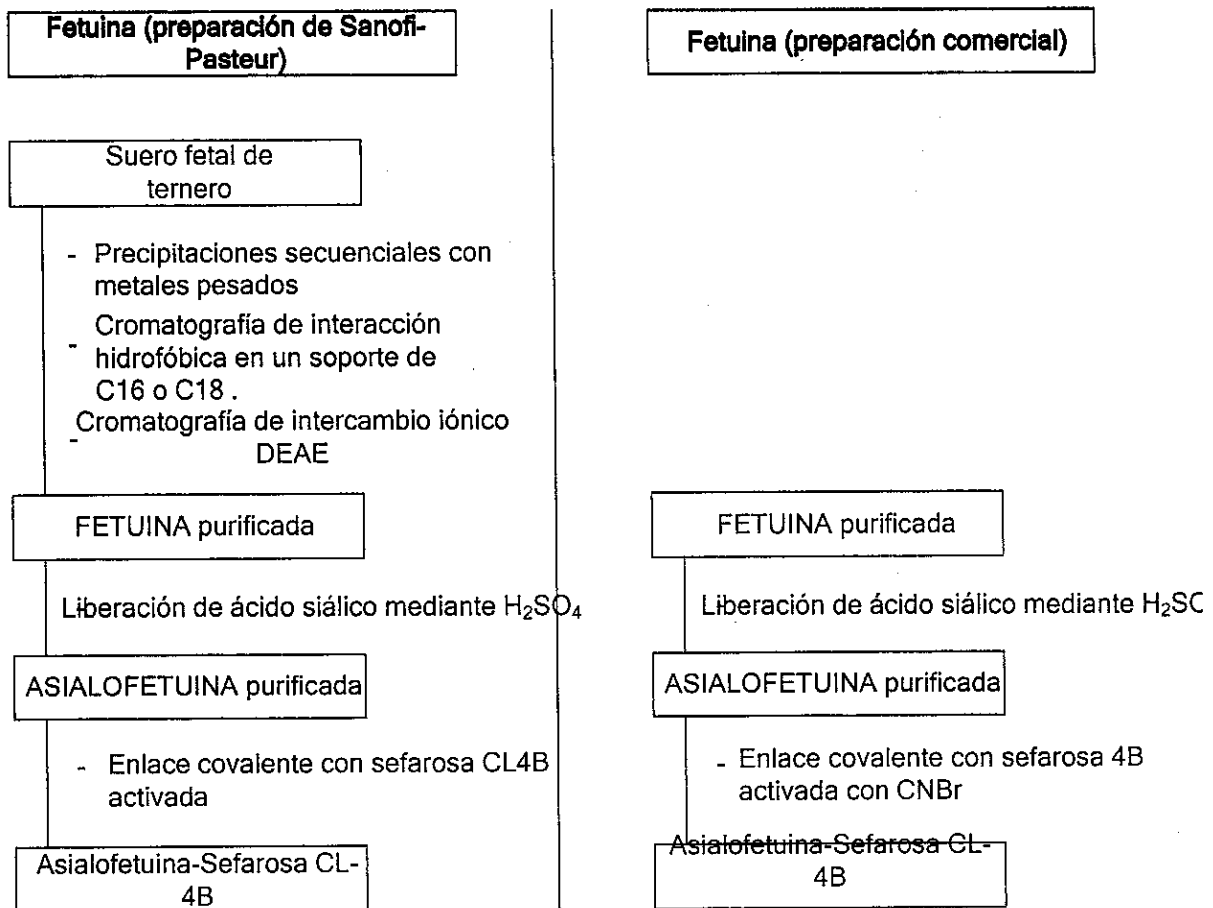 Fetuina (preparación de Sanofi-
Pasteur)
Suero fetal de
ternero
- Precipitaciones secuenciales con
metales pesados
- Cromatografía de interacción
hidrofóbica en un soporte de
C16 o C18 .
- Cromatografía de intercambio iónico
DEAE
FETUINA purificada
Liberación de ácido siálico mediante H₂SO₄
ASIALOFETUINA purificada
- Enlace covalente con sefarosa CL4B
activada
Asialofetuina-Sefarosa CL-
4B
Fetuina (preparación comercial)
FETUINA purificada
Liberación de ácido siálico mediante H₂SC
ASIALOFETUINA purificada
- Enlace covalente con sefarosa 4B
activada con CNBr
Asialofetuina-Sefarosa CL-
4B